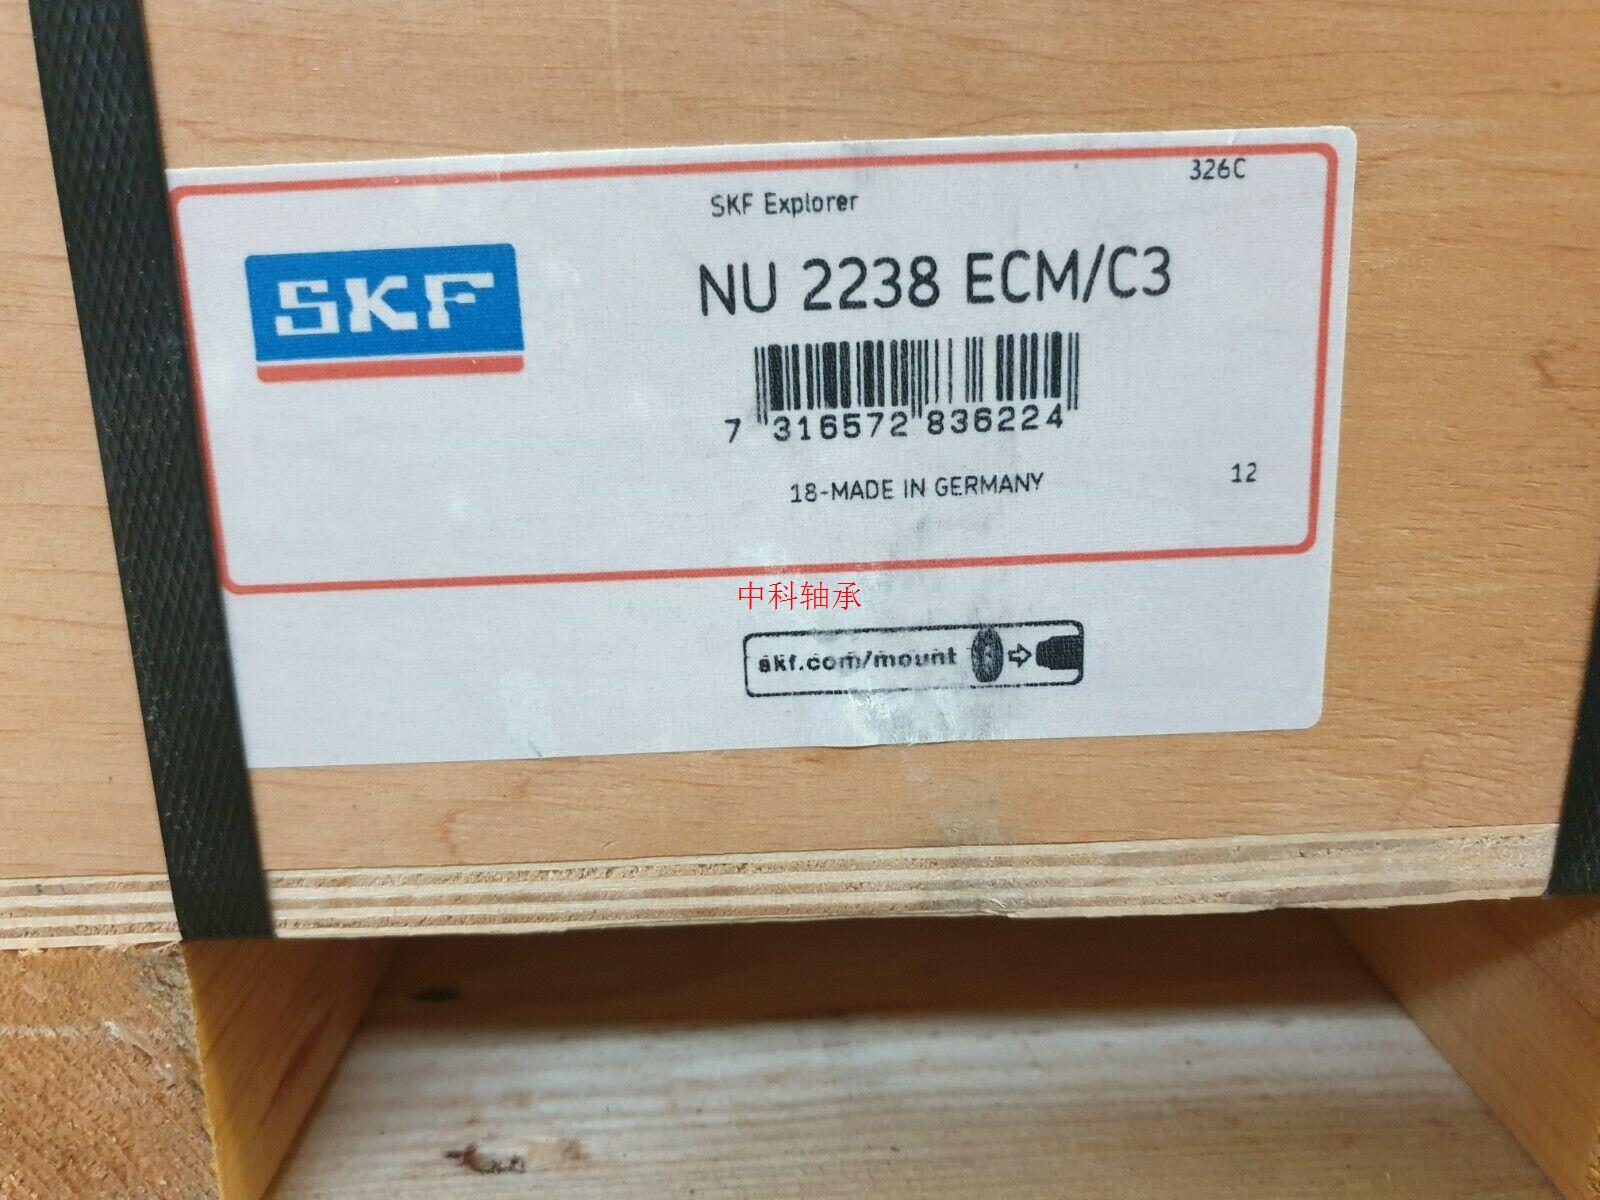 326C
SKF Explorer
SKF
NU 2238 ECM/C3
7 316572 836224
18-MADE IN GERMANY
12
中科轴承
skf.com/mount